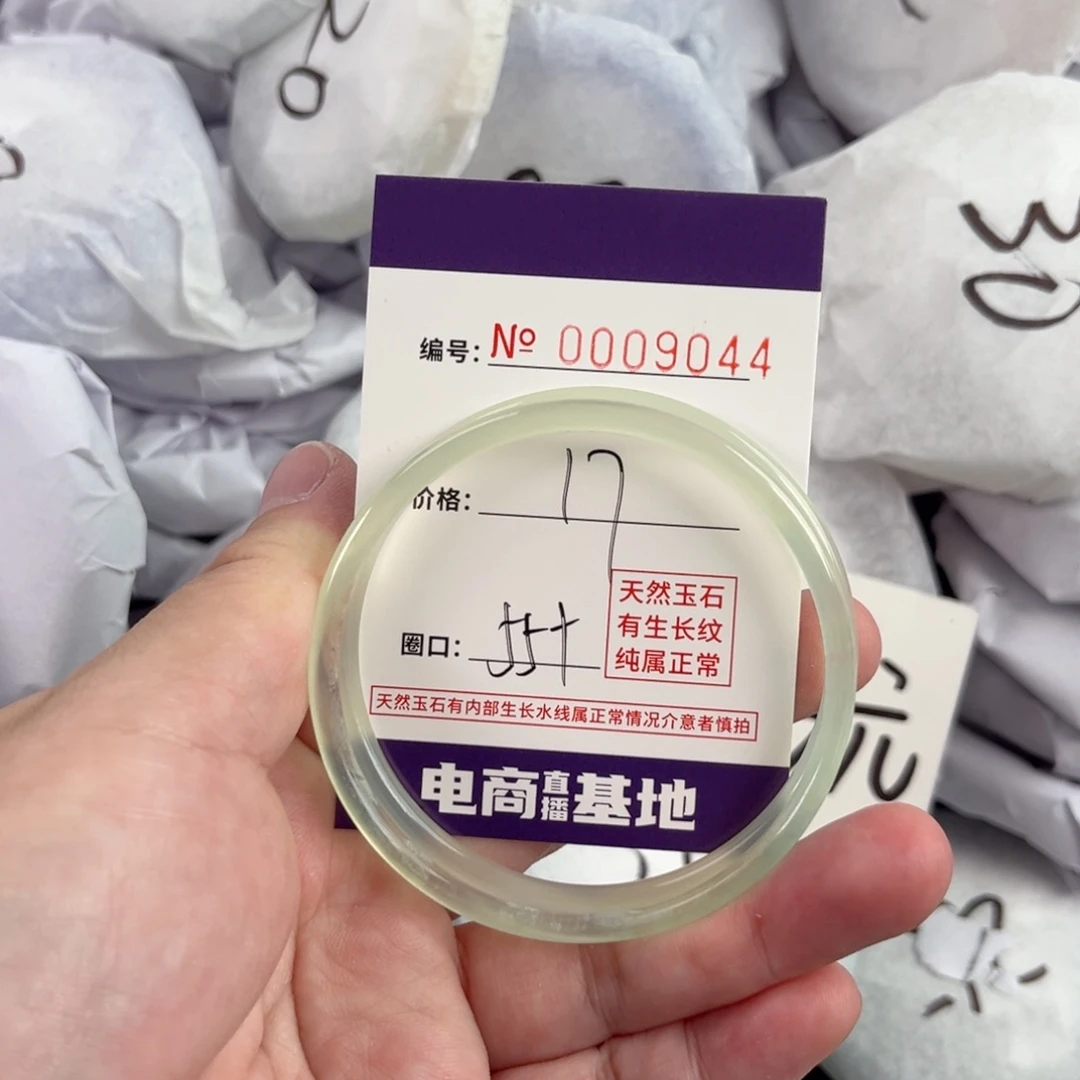 编号: № 0009044
价格: 17
圈口: 55+
天然玉石
有生长纹
纯属正常
天然玉石有内部生长水线属正常情况介意者慎拍
电商直播基地